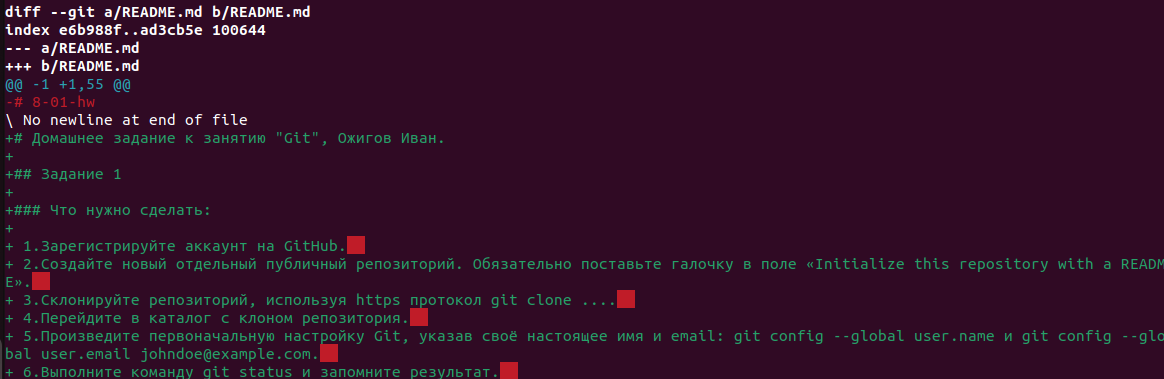 diff --git a/README.md b/README.md
index e6b988f..ad3cb5e 100644
--- a/README.md
+++ b/README.md
@@ -1 +1,55 @@
-# 8-01-hw
\ No newline at end of file
+# Домашнее задание к занятию "Git", Ожигов Иван.
+
+## Задание 1
+
+### Что нужно сделать:
+
+ 1.Зарегистрируйте аккаунт на GitHub.
+ 2.Создайте новый отдельный публичный репозиторий. Обязательно поставьте галочку в поле «Initialize this repository with a READM
E».
+ 3.Склонируйте репозиторий, используя https протокол git clone ....
+ 4.Перейдите в каталог с клоном репозитория.
+ 5.Произведите первоначальную настройку Git, указав своё настоящее имя и email: git config --global user.name и git config --glo
bal user.email johndoe@example.com.
+ 6.Выполните команду git status и запомните результат.